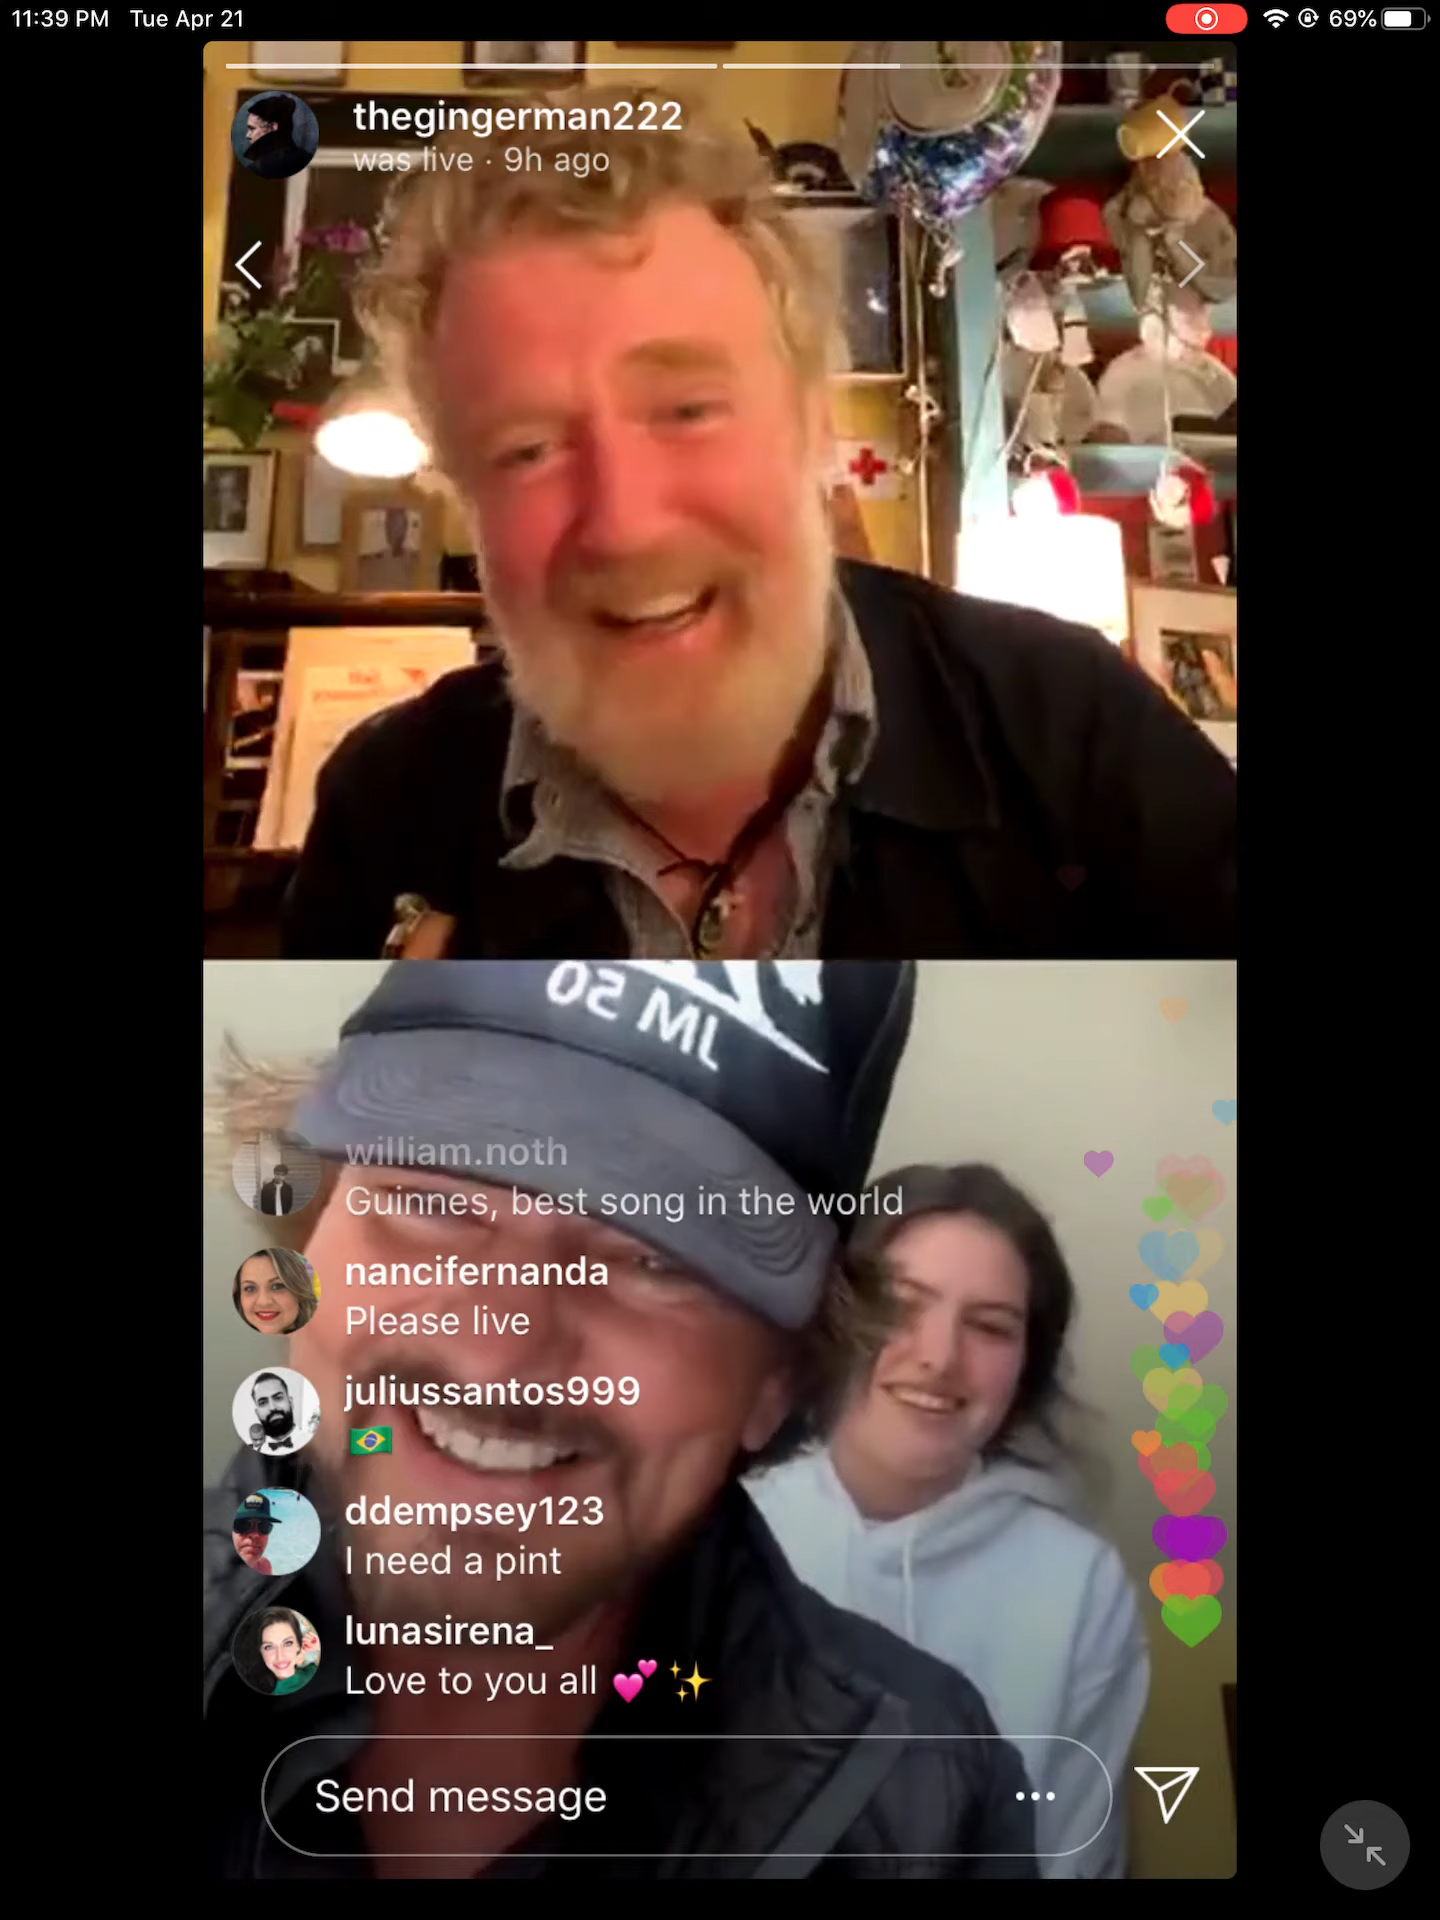 11:39 PM Tue Apr 21
69%
thegingerman222
was live · 9h ago
50 ML
william.noth
Guinnes, best song in the world
nancifernanda
Please live
juliussantos999
🇧🇷
ddempsey123
I need a pint
lunasirena_
Love to you all 💕 ✨
Send message